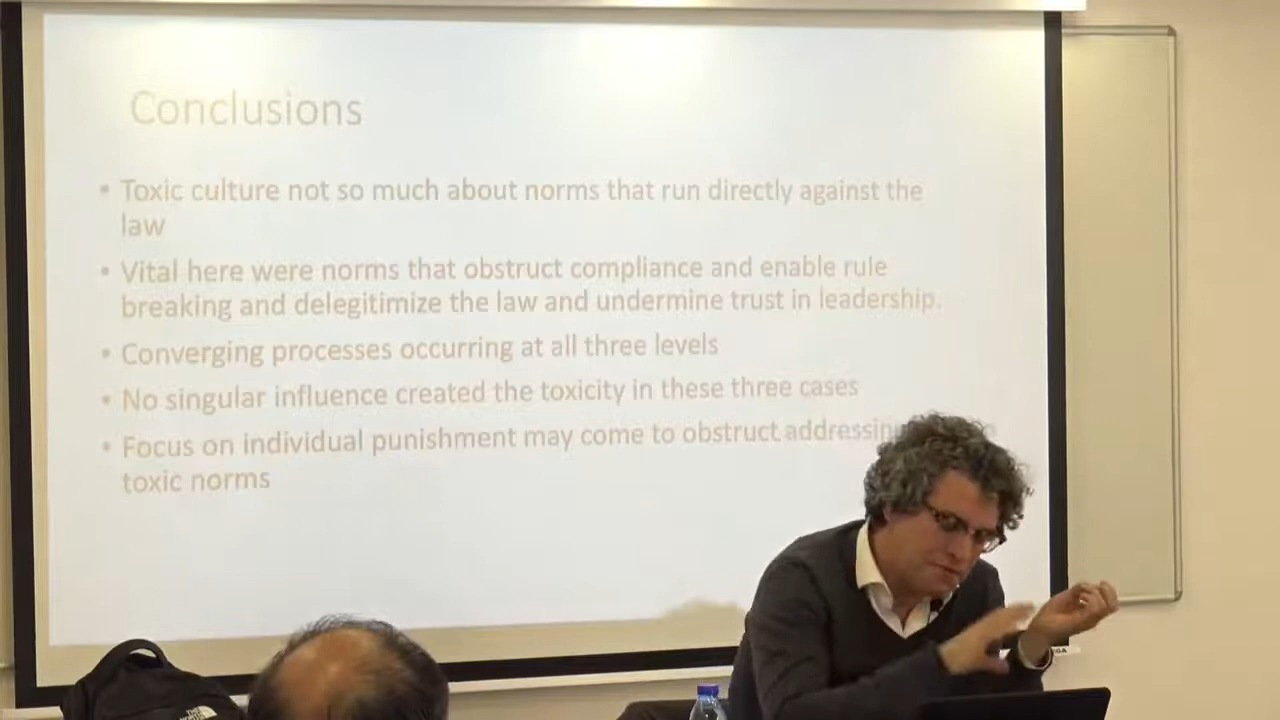 Conclusions
• Toxic culture not so much about norms that run directly against the
law
• Vital here were norms that obstruct compliance and enable rule
breaking and delegitimize the law and undermine trust in leadership.
• Converging processes occurring at all three levels
• No singular influence created the toxicity in these three cases
• Focus on individual punishment may come to obstruct addressing
toxic norms